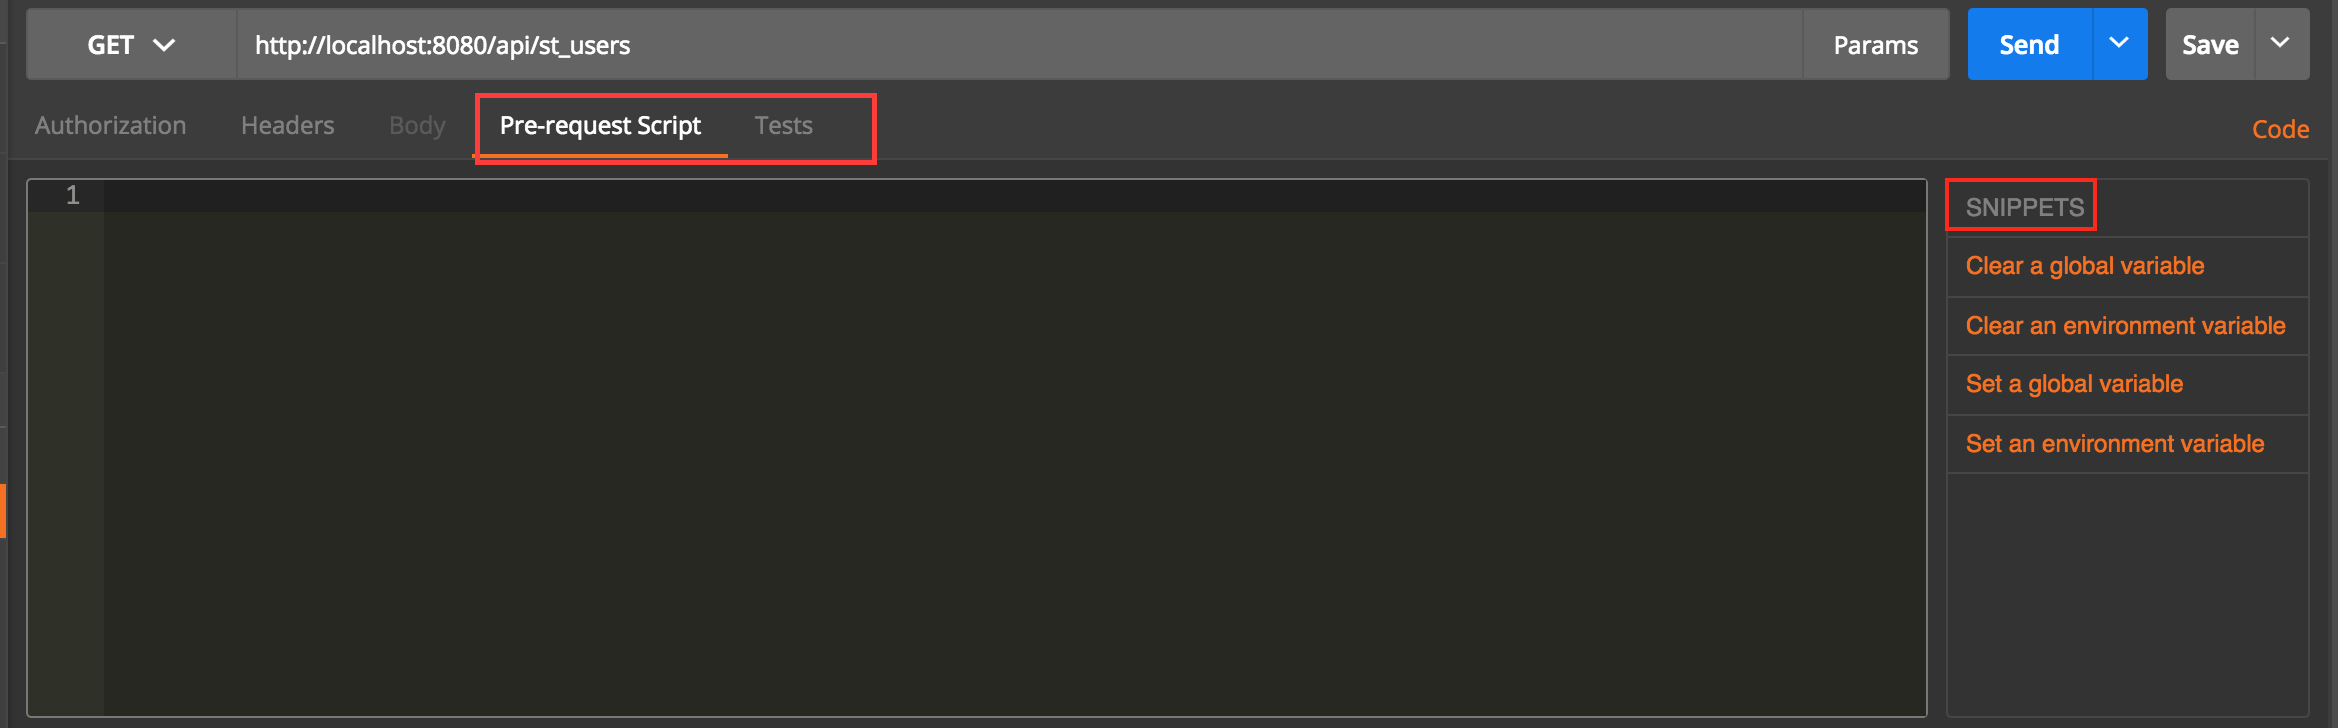 GET http://localhost:8080/api/st_users Params Send Save
Authorization Headers Body Pre-request Script Tests Code
1
SNIPPETS
Clear a global variable
Clear an environment variable
Set a global variable
Set an environment variable